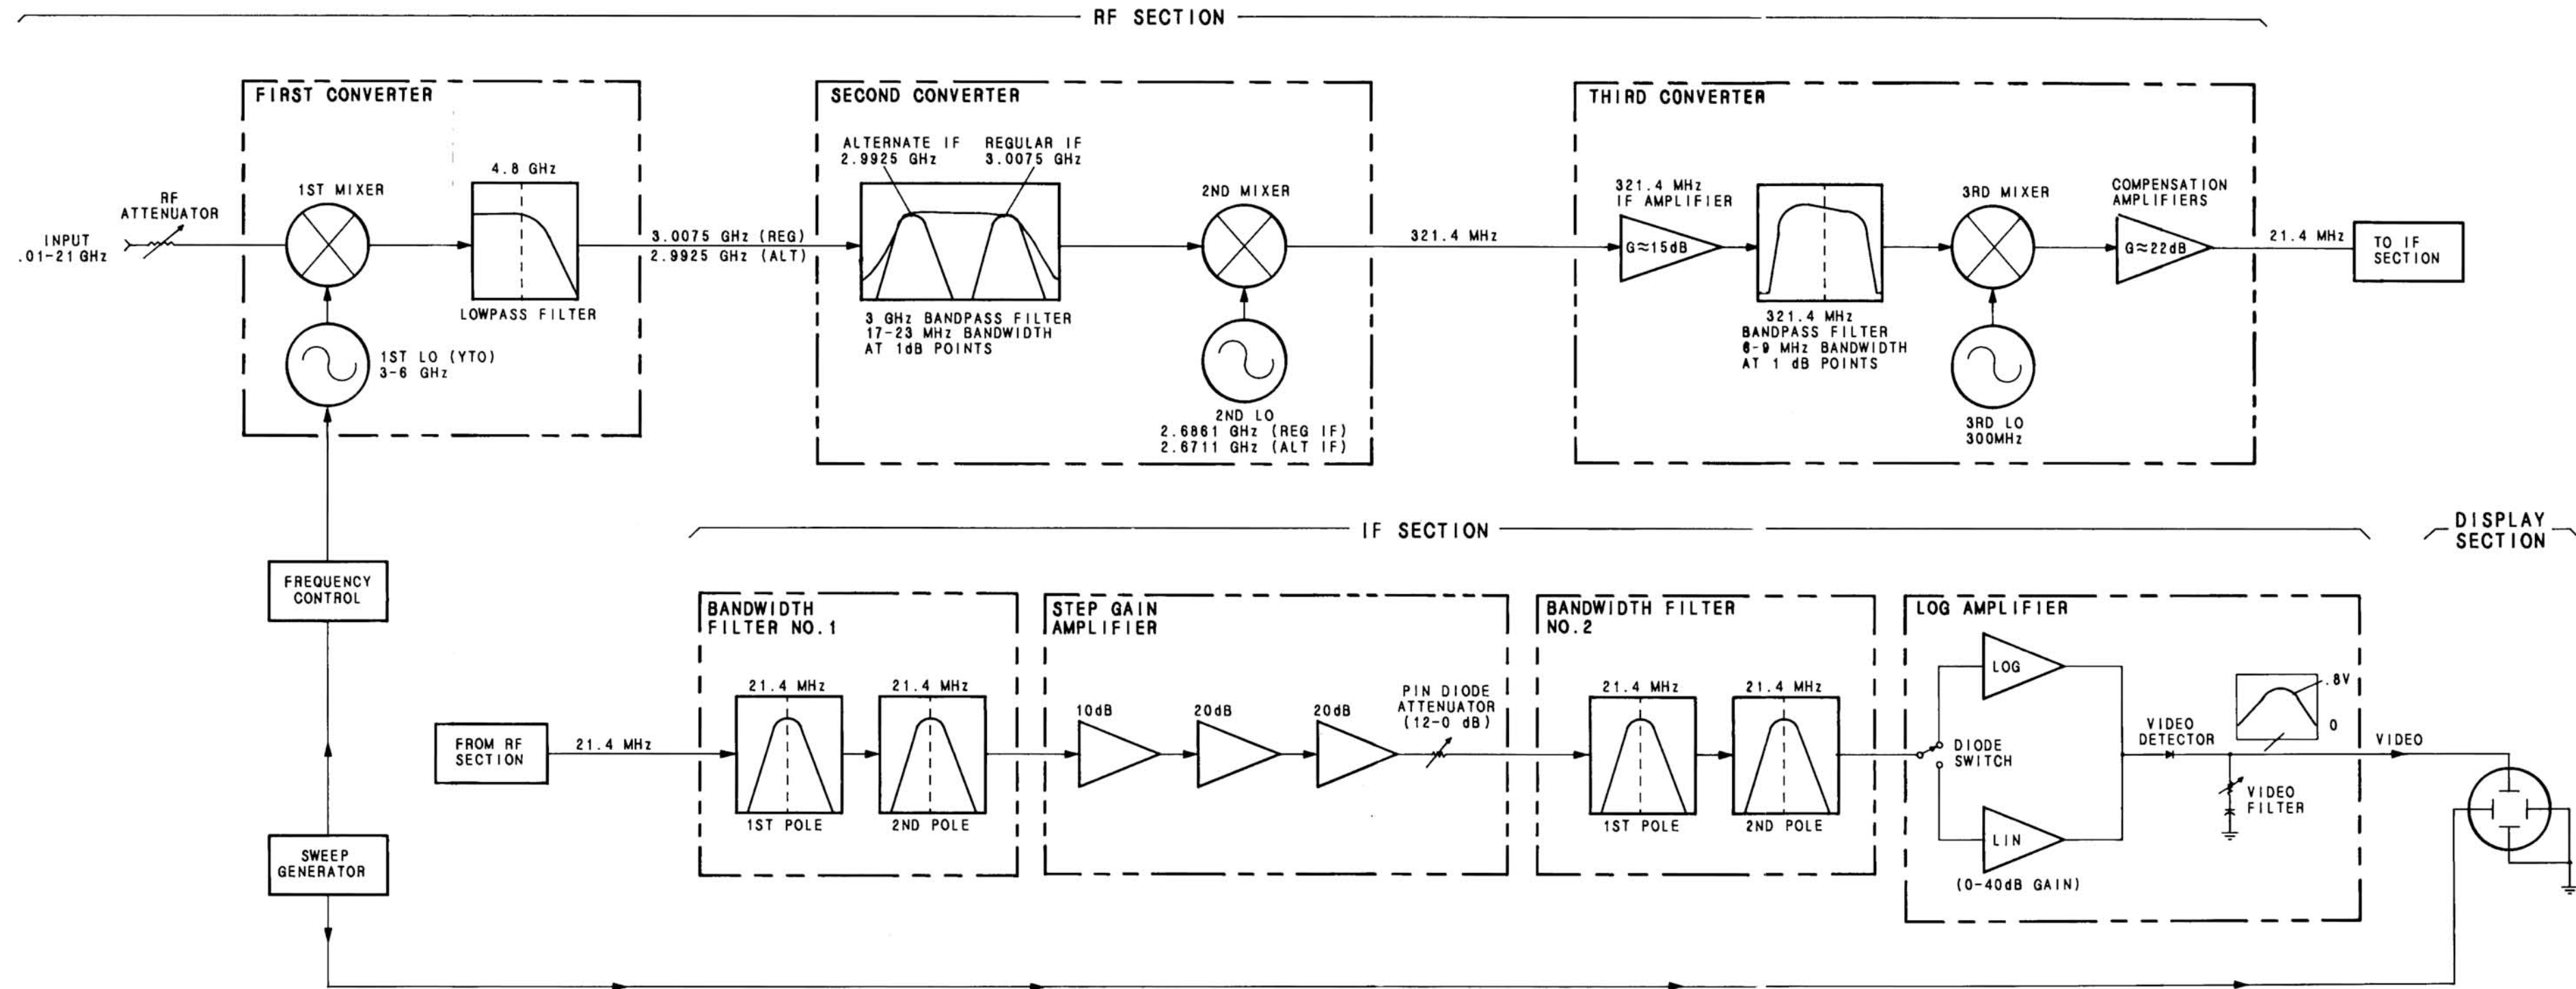 RF SECTION
FIRST CONVERTER
INPUT
.01-21 GHz
RF
ATTENUATOR
1ST MIXER
4.8 GHz
LOWPASS FILTER
1ST LO (YTO)
3-6 GHz
3.0075 GHz (REG)
2.9925 GHz (ALT)
SECOND CONVERTER
ALTERNATE IF
2.9925 GHz
REGULAR IF
3.0075 GHz
3 GHz BANDPASS FILTER
17-23 MHz BANDWIDTH
AT 1dB POINTS
2ND MIXER
2ND LO
2.6861 GHz (REG IF)
2.6711 GHz (ALT IF)
321.4 MHz
THIRD CONVERTER
321.4 MHz
IF AMPLIFIER
G≈15dB
321.4 MHz
BANDPASS FILTER
6-9 MHz BANDWIDTH
AT 1 dB POINTS
3RD MIXER
3RD LO
300MHz
COMPENSATION
AMPLIFIERS
G≈22dB
21.4 MHz
TO IF
SECTION
IF SECTION
DISPLAY
SECTION
FREQUENCY
CONTROL
SWEEP
GENERATOR
FROM RF
SECTION
21.4 MHz
BANDWIDTH
FILTER NO.1
21.4 MHz
1ST POLE
21.4 MHz
2ND POLE
STEP GAIN
AMPLIFIER
10dB
20dB
20dB
PIN DIODE
ATTENUATOR
(12-0 dB)
BANDWIDTH FILTER
NO.2
21.4 MHz
1ST POLE
21.4 MHz
2ND POLE
LOG AMPLIFIER
DIODE
SWITCH
LOG
LIN
(0-40dB GAIN)
VIDEO
DETECTOR
.8V
0
VIDEO
FILTER
VIDEO